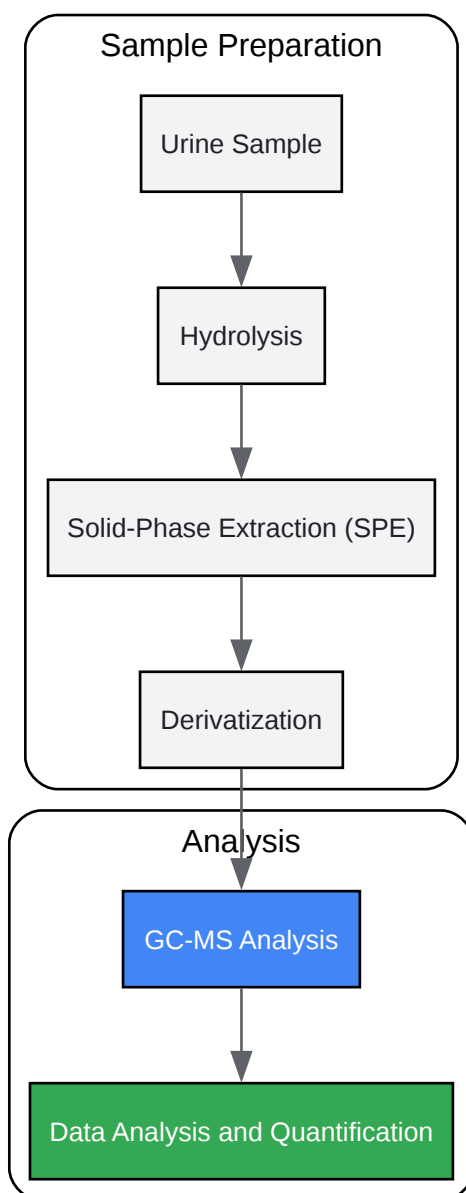 Sample Preparation
Urine Sample
Hydrolysis
Solid-Phase Extraction (SPE)
Derivatization
Analysis
GC-MS Analysis
Data Analysis and Quantification